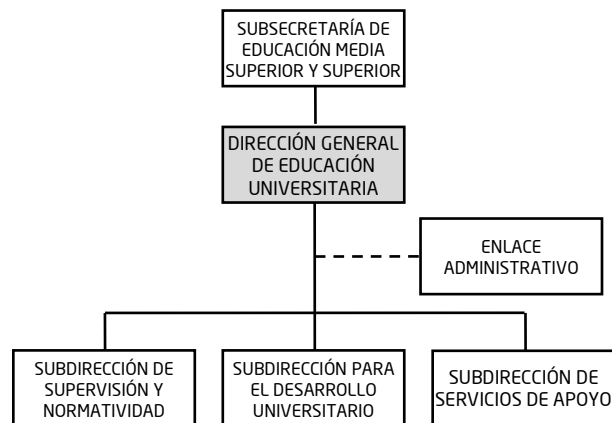 SUBSECRETARÍA DE
EDUCACIÓN MEDIA
SUPERIOR Y SUPERIOR
DIRECCIÓN GENERAL
DE EDUCACIÓN
UNIVERSITARIA
ENLACE
ADMINISTRATIVO
SUBDIRECCIÓN DE
SUPERVISIÓN Y
NORMATIVIDAD
SUBDIRECCIÓN PARA
EL DESARROLLO
UNIVERSITARIO
SUBDIRECCIÓN DE
SERVICIOS DE APOYO